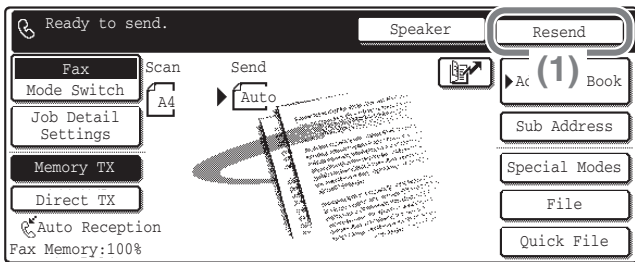 Ready to send.
Speaker
Resend
(1)
Fax
Mode Switch
Scan
A4
Send
Auto
Book
Job Detail
Settings
Sub Address
Memory TX
Special Modes
Direct TX
File
Auto Reception
Fax Memory:100%
Quick File